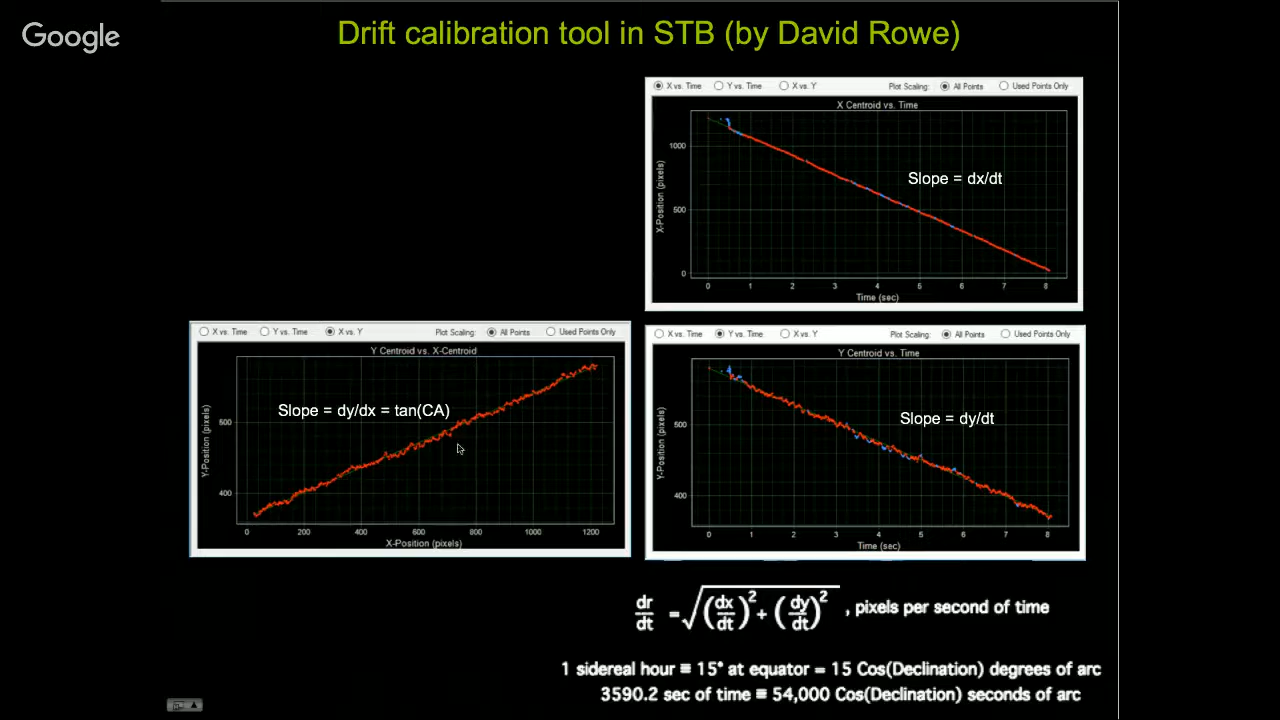 Google
Drift calibration tool in STB (by David Rowe)
X vs. Time Y vs. Time X vs. Y Plot Scaling: All Points Used Points Only
X Centroid vs. Time
1000
500
0
X-Position (pixels)
Slope = dx/dt
0 1 2 3 4 5 6 7 8
Time (sec)
X vs. Time Y vs. Time X vs. Y Plot Scaling: All Points Used Points Only
Y Centroid vs. X-Centroid
Slope = dy/dx = tan(CA)
500
400
Y-Position (pixels)
0 200 400 600 800 1000 1200
X-Position (pixels)
X vs. Time Y vs. Time X vs. Y Plot Scaling: All Points Used Points Only
Y Centroid vs. Time
Slope = dy/dt
500
400
Y-Position (pixels)
0 1 2 3 4 5 6 7 8
Time (sec)
dr/dt = √(dx/dt)² + (dy/dt)² , pixels per second of time
1 sidereal hour ≡ 15° at equator = 15 Cos(Declination) degrees of arc
3590.2 sec of time ≡ 54,000 Cos(Declination) seconds of arc